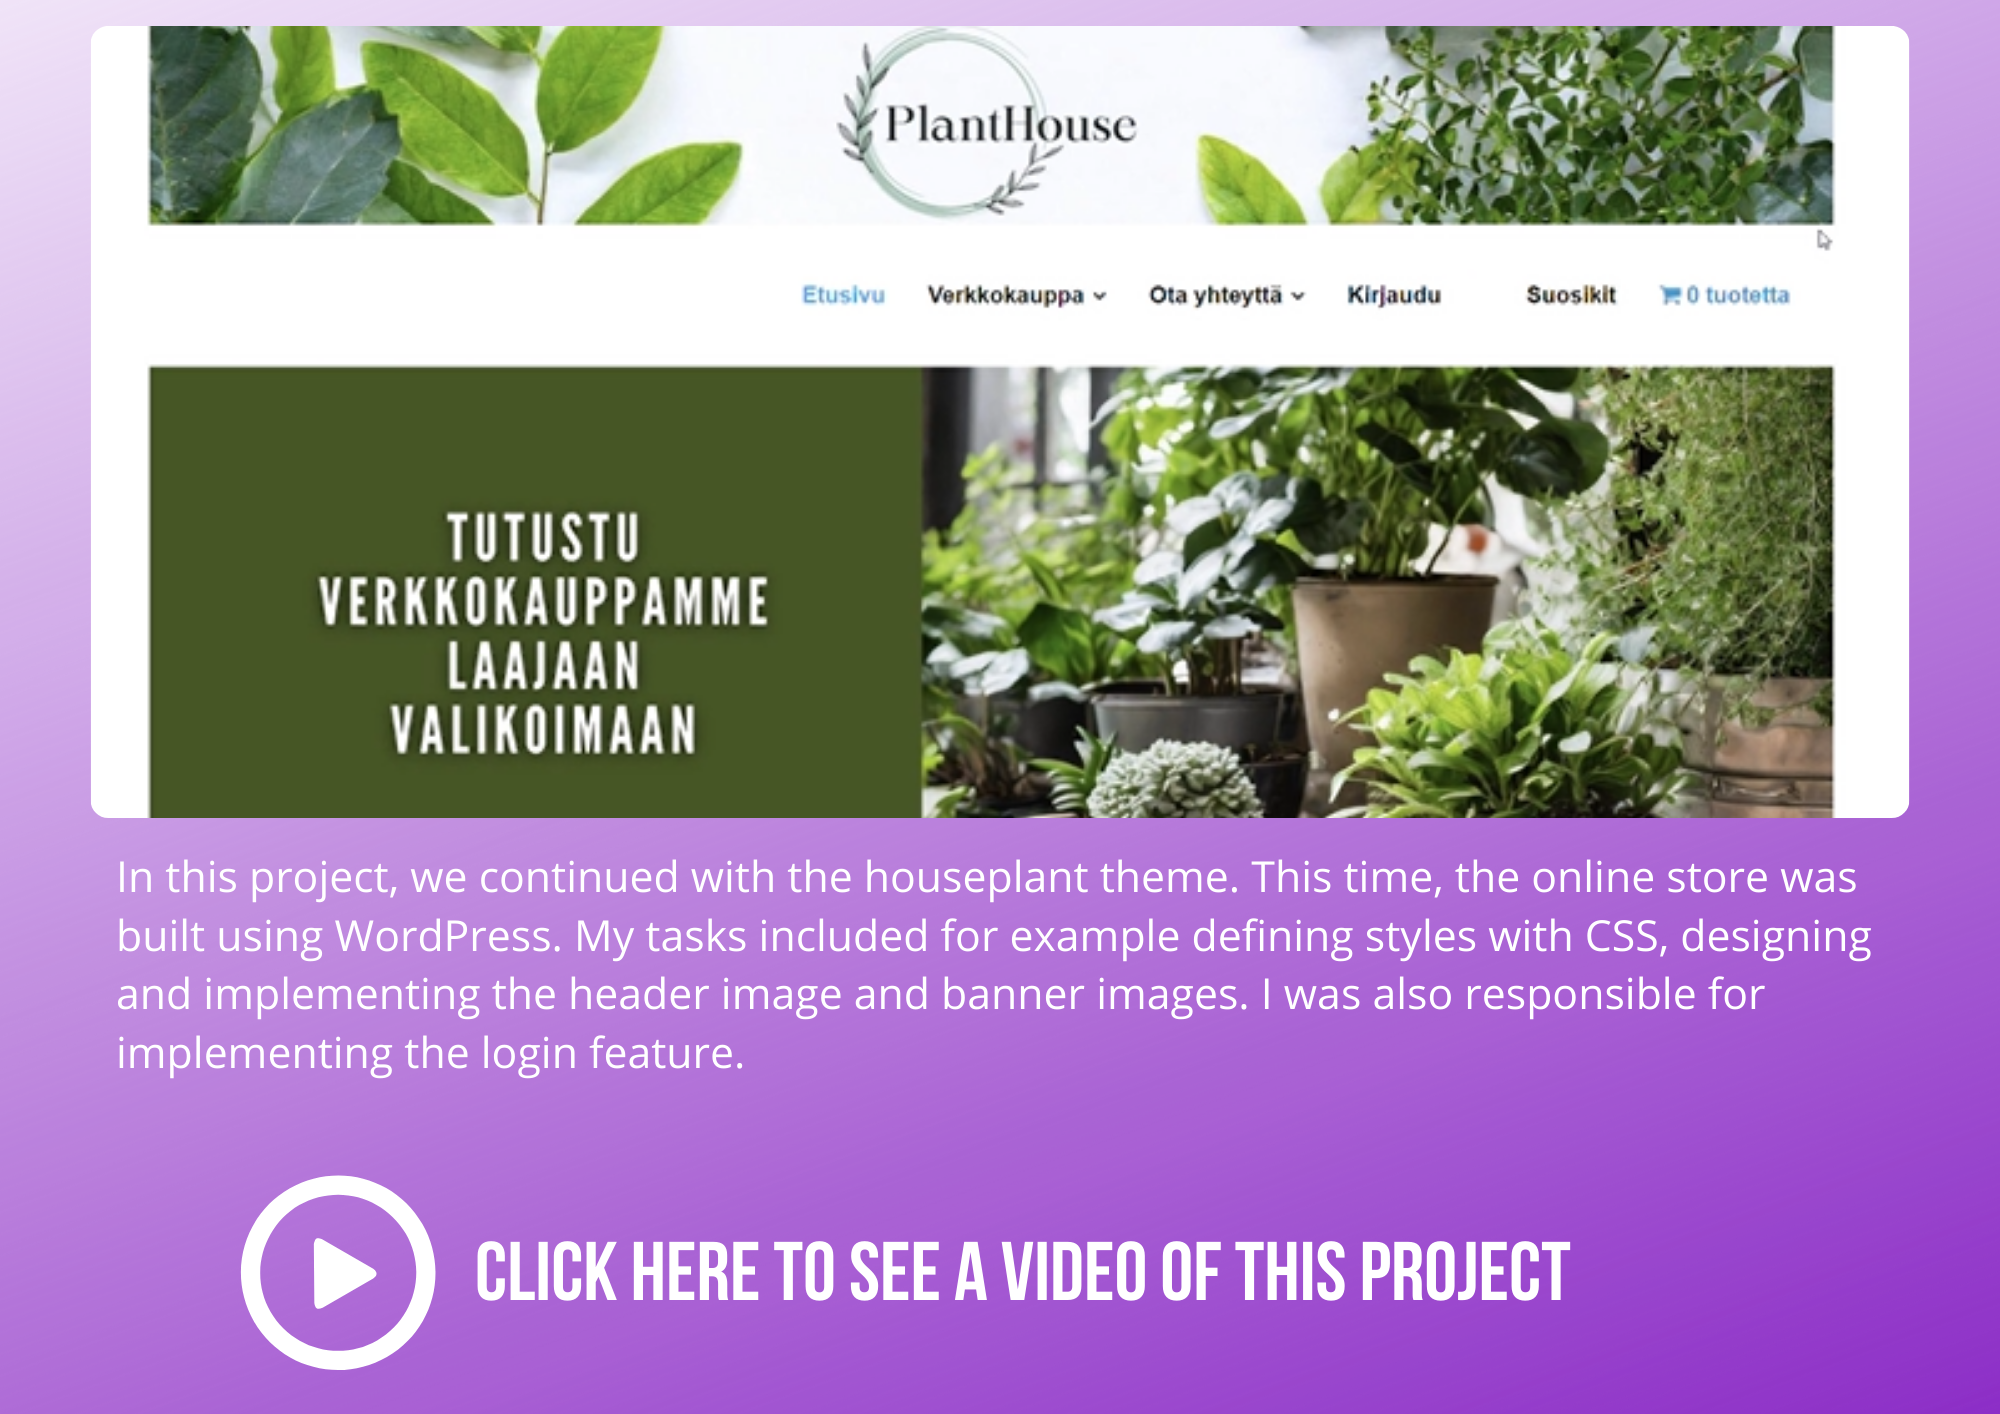 PlantHouse
Etusivu Verkkokauppa Ota yhteyttä Kirjaudu Suosikit 0 tuotetta
TUTUSTU
VERKKOKAUPPAMME
LAAJAAN
VALIKOIMAAN
In this project, we continued with the houseplant theme. This time, the online store was
built using WordPress. My tasks included for example defining styles with CSS, designing
and implementing the header image and banner images. I was also responsible for
implementing the login feature.
CLICK HERE TO SEE A VIDEO OF THIS PROJECT